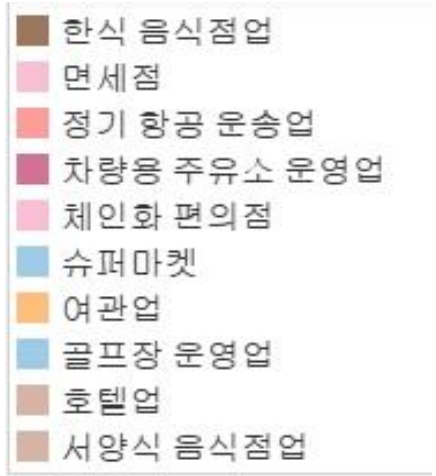 한식 음식점업
면세점
정기 항공 운송업
차량용 주유소 운영업
체인화 편의점
슈퍼마켓
여관업
골프장 운영업
호텔업
서양식 음식점업